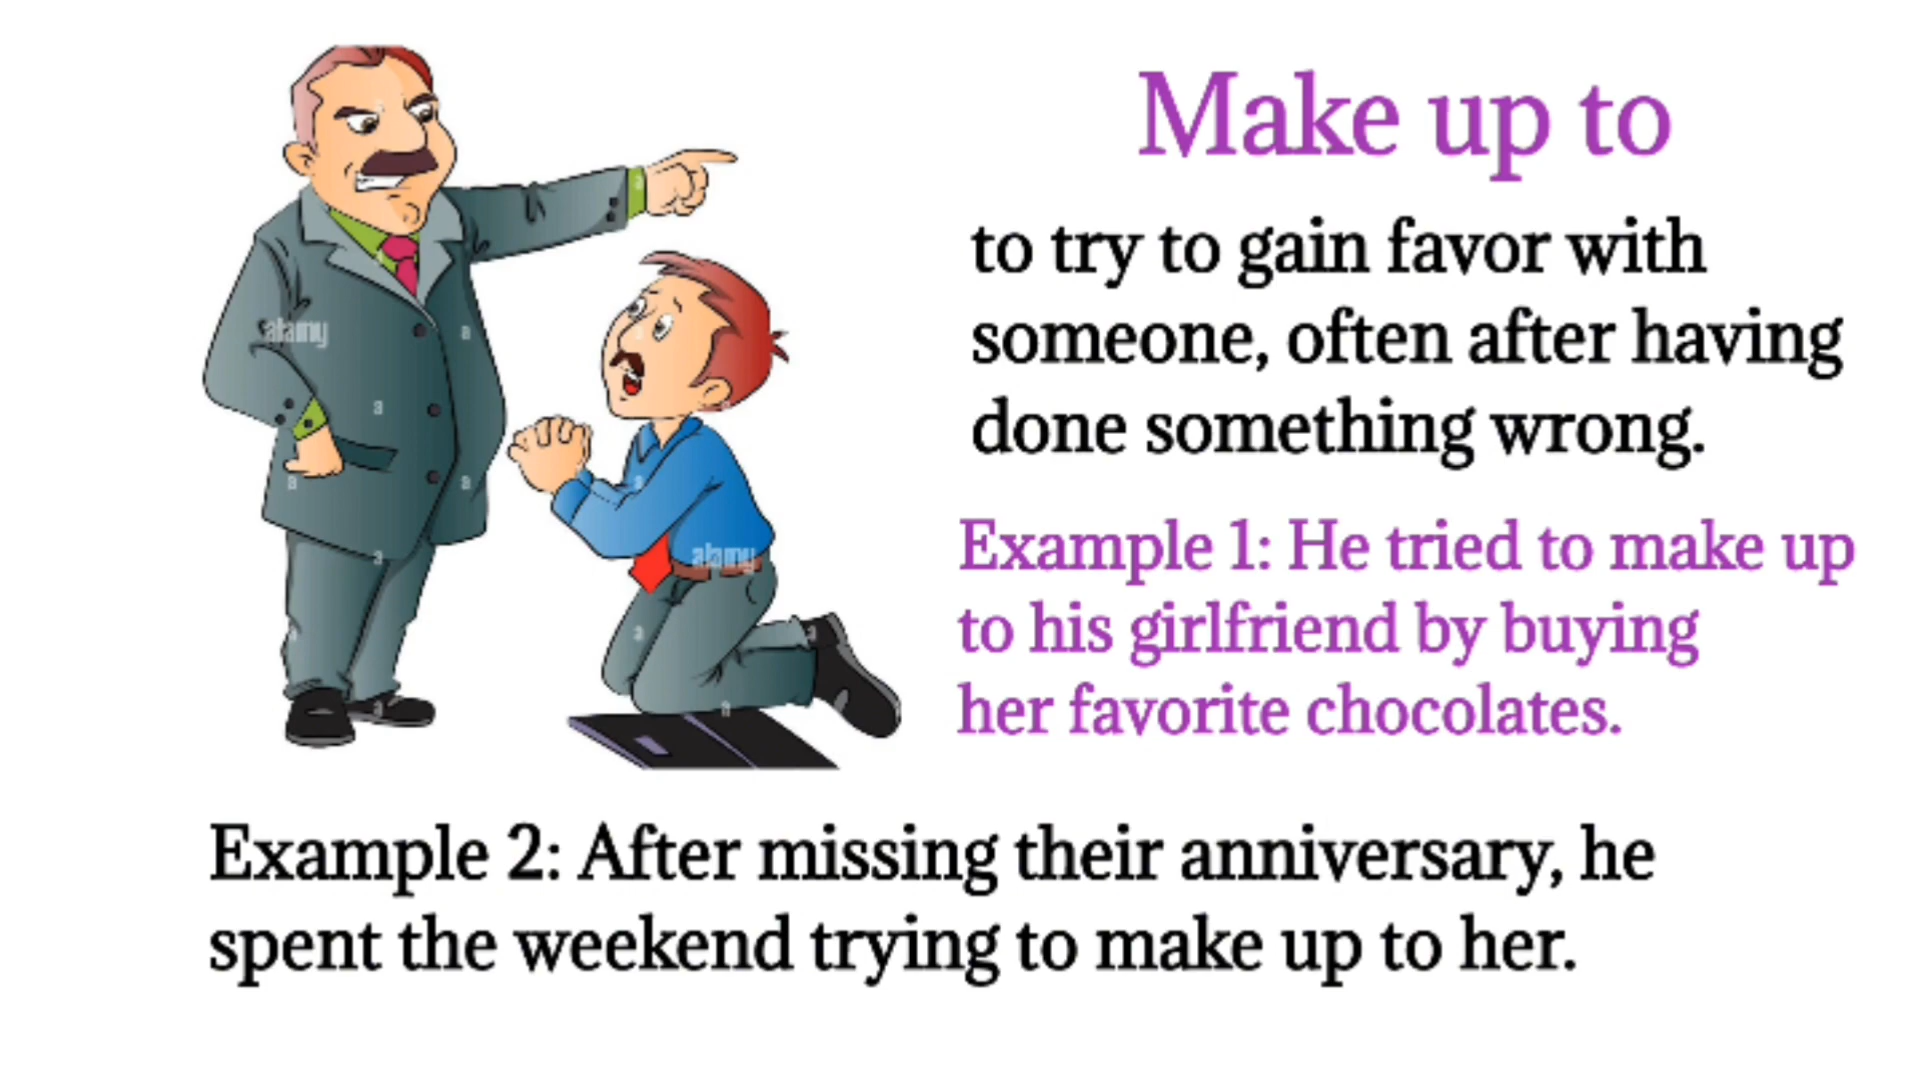 Make up to
to try to gain favor with
someone, often after having
done something wrong.
Example 1: He tried to make up
to his girlfriend by buying
her favorite chocolates.
Example 2: After missing their anniversary, he
spent the weekend trying to make up to her.
alamy
alamy
a
a
a
a
a
a
a
a
a
a
a
a